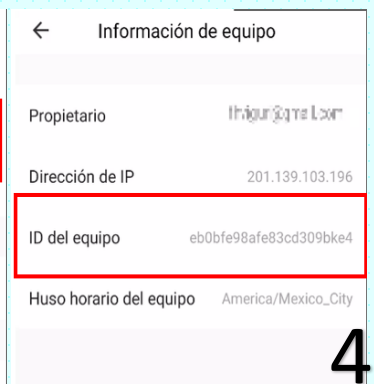 Información de equipo
Propietario
Dirección de IP 201.139.103.196
ID del equipo eb0bfe98afe83cd309bke4
Huso horario del equipo America/Mexico_City
4